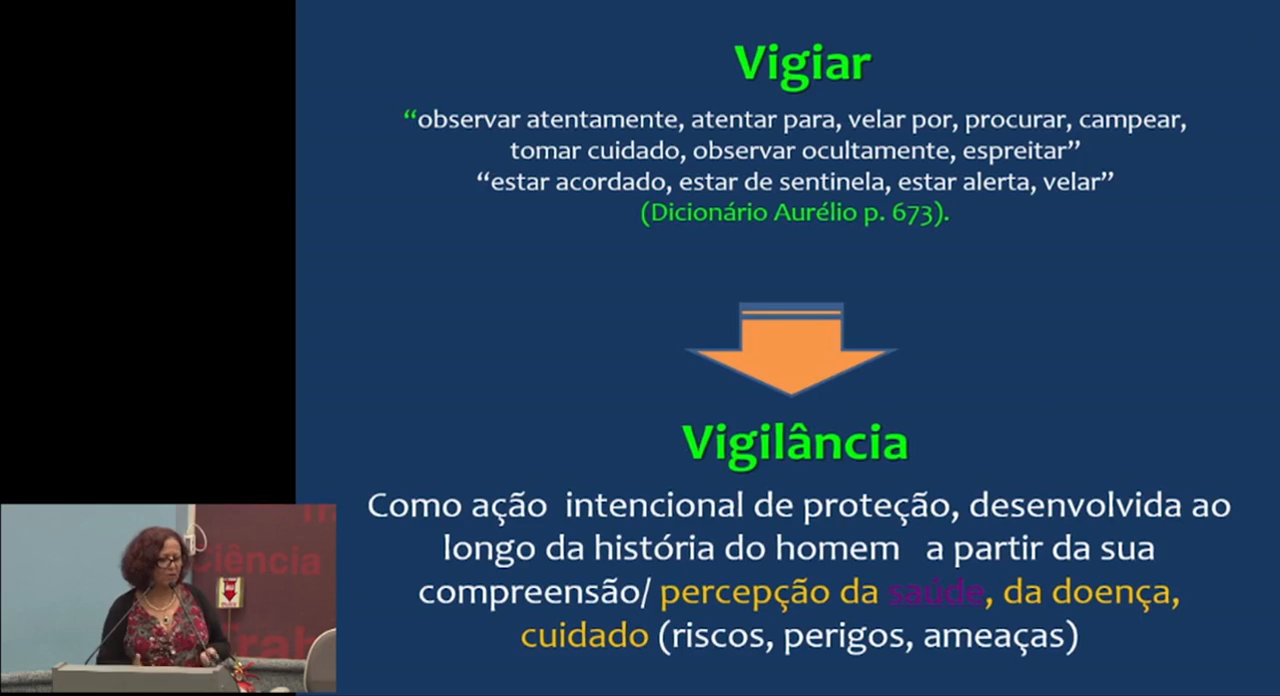 Vigiar
“observar atentamente, atentar para, velar por, procurar, campear,
tomar cuidado, observar ocultamente, espreitar”
“estar acordado, estar de sentinela, estar alerta, velar”
(Dicionário Aurélio p. 673).
Vigilância
Como ação intencional de proteção, desenvolvida ao
longo da história do homem a partir da sua
compreensão/ percepção da saúde, da doença,
cuidado (riscos, perigos, ameaças)
iência